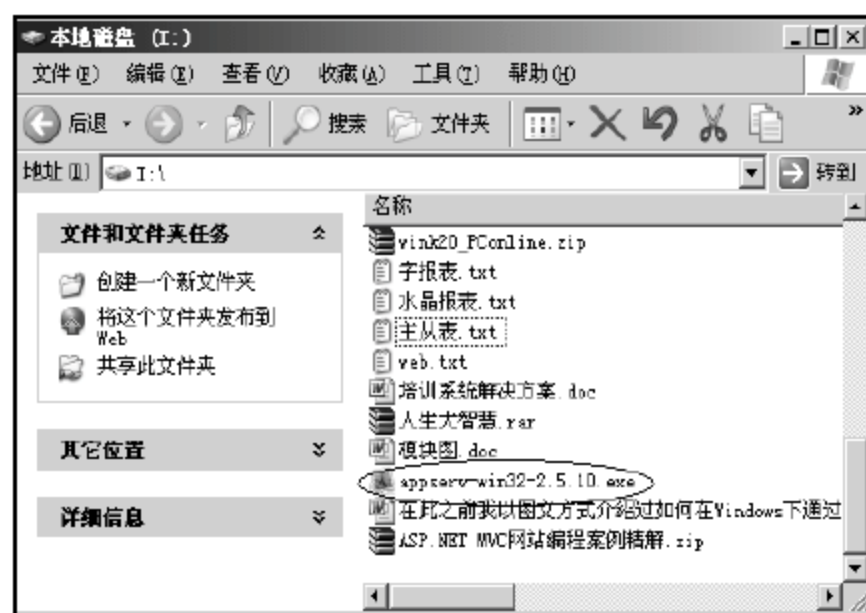 本地磁盘 (I:)
文件(F) 编辑(E) 查看(V) 收藏(A) 工具(T) 帮助(H)
后退 搜索 文件夹 »
地址(D) I:\ 转到
名称
文件和文件夹任务
创建一个新文件夹
将这个文件夹发布到
Web
共享此文件夹
其它位置
详细信息
wink20_PConline.zip
字报表.txt
水晶报表.txt
主从表.txt
web.txt
培训系统解决方案.doc
人生大智慧.rar
模块图.doc
appserv-win32-2.5.10.exe
在此之前我以图文方式介绍过如何在Windows下通过
ASP.NET MVC网站编程案例精解.zip